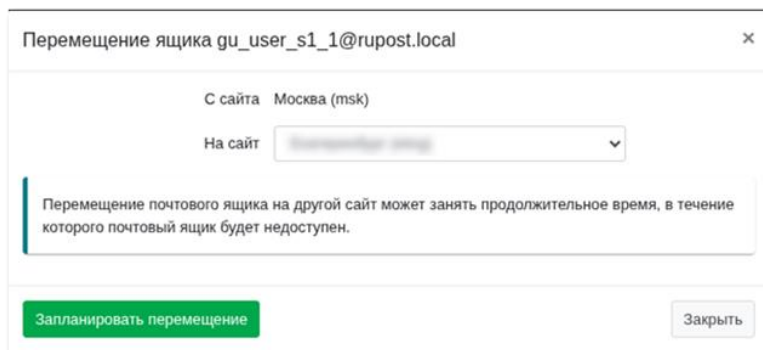 Перемещение ящика gu_user_s1_1@rupost.local
×
С сайта Москва (msk)
На сайт
Перемещение почтового ящика на другой сайт может занять продолжительное время, в течение
которого почтовый ящик будет недоступен.
Запланировать перемещение
Закрыть